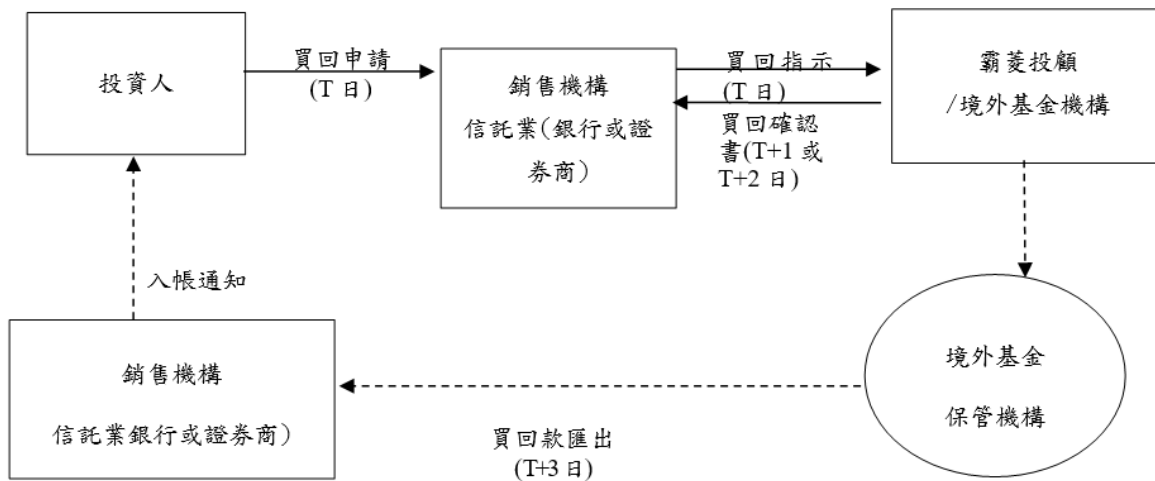 投資人
買回申請
(T 日)
銷售機構
信託業(銀行或證
券商)
買回指示
(T 日)
買回確認
書(T+1 或
T+2 日)
霸菱投顧
/境外基金機構
入帳通知
銷售機構
信託業銀行或證券商)
買回款匯出
(T+3 日)
境外基金
保管機構